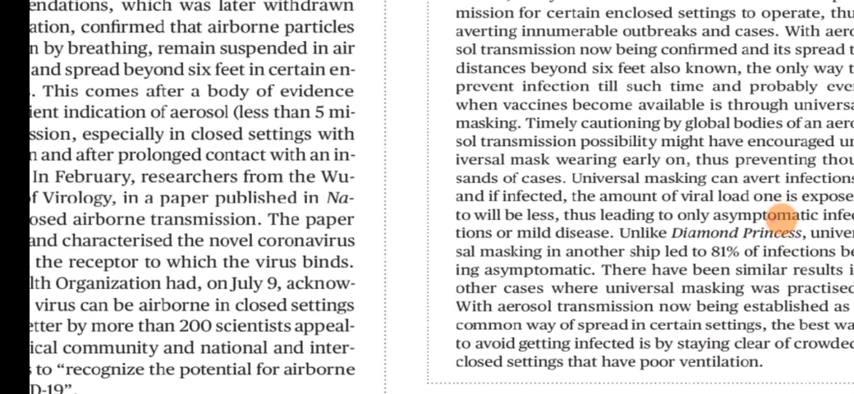 endations, which was later withdrawn
ation, confirmed that airborne particles
n by breathing, remain suspended in air
and spread beyond six feet in certain en-
. This comes after a body of evidence
ient indication of aerosol (less than 5 mi-
ssion, especially in closed settings with
n and after prolonged contact with an in-
In February, researchers from the Wu-
f Virology, in a paper published in Na-
osed airborne transmission. The paper
and characterised the novel coronavirus
the receptor to which the virus binds.
lth Organization had, on July 9, acknow-
virus can be airborne in closed settings
etter by more than 200 scientists appeal-
ical community and national and inter-
to “recognize the potential for airborne
D-19”.
mission for certain enclosed settings to operate, thu
averting innumerable outbreaks and cases. With aero
sol transmission now being confirmed and its spread t
distances beyond six feet also known, the only way t
prevent infection till such time and probably eve
when vaccines become available is through universa
masking. Timely cautioning by global bodies of an aero
sol transmission possibility might have encouraged un
iversal mask wearing early on, thus preventing thou
sands of cases. Universal masking can avert infections
and if infected, the amount of viral load one is expose
to will be less, thus leading to only asymptomatic infec
tions or mild disease. Unlike Diamond Princess, univer
sal masking in another ship led to 81% of infections be
ing asymptomatic. There have been similar results i
other cases where universal masking was practised
With aerosol transmission now being established as
common way of spread in certain settings, the best wa
to avoid getting infected is by staying clear of crowded
closed settings that have poor ventilation.